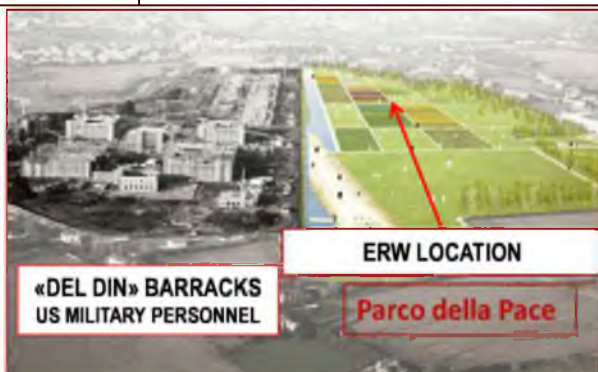 ERW LOCATION
«DEL DIN» BARRACKS
US MILITARY PERSONNEL
Parco della Pace